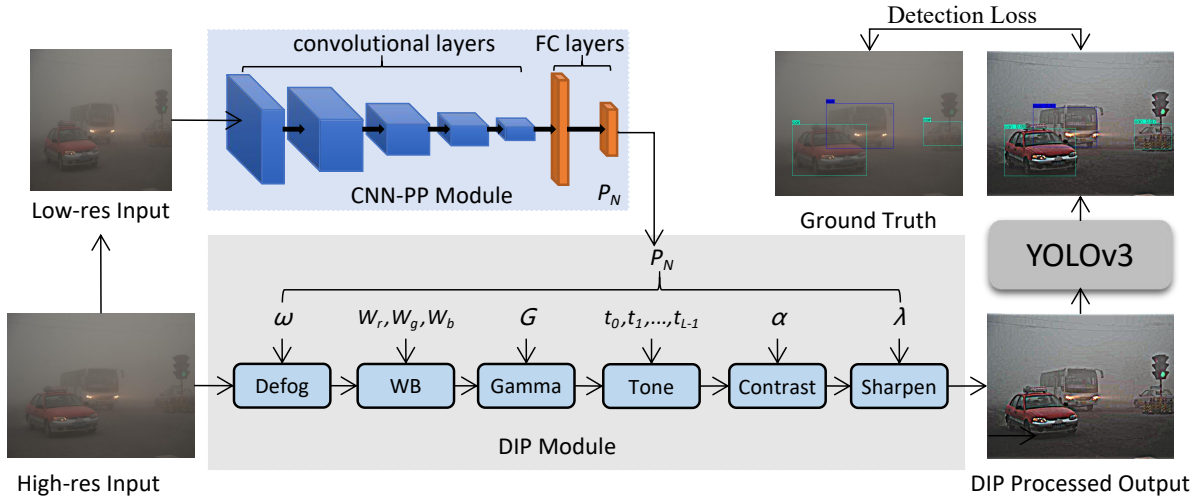 Detection Loss
convolutional layers
FC layers
CNN-PP Module
P_N
Low-res Input
Ground Truth
YOLOv3
P_N
ω
W_r,W_g,W_b
G
t_0,t_1,...,t_{L-1}
α
λ
Defog
WB
Gamma
Tone
Contrast
Sharpen
DIP Module
High-res Input
DIP Processed Output